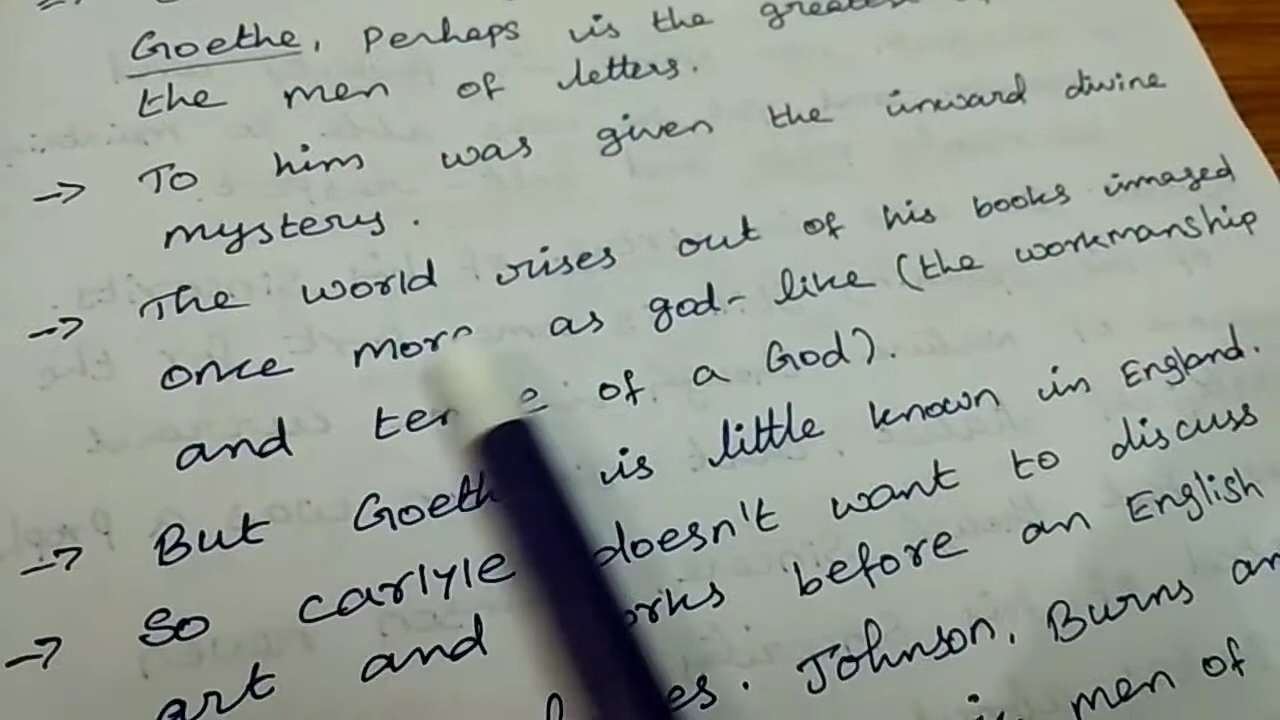 Goethe, Perhaps is the
the men of letters.
→ To him was given the inward divine
mystery.
→ The world rises out of his books imaged
once more as god-like (the workmanship
and of a God).
→ But is little known in England.
→ So carlyle doesn't want to discuss
art and before an English
Johnson, Burns
men of